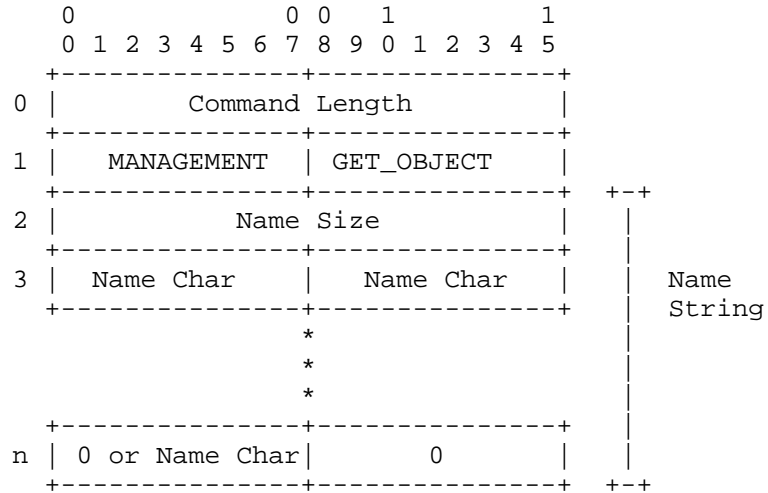 0 0 0 1 1
0 1 2 3 4 5 6 7 8 9 0 1 2 3 4 5
+---------------+---------------+
0 | Command Length |
+---------------+---------------+
1 | MANAGEMENT | GET_OBJECT |
+---------------+---------------+ +-+
2 | Name Size | |
+---------------+---------------+ |
3 | Name Char | Name Char | | Name
+---------------+---------------+ | String
* |
* |
* |
+---------------+---------------+ |
n | 0 or Name Char| 0 | |
+---------------+---------------+ +-+